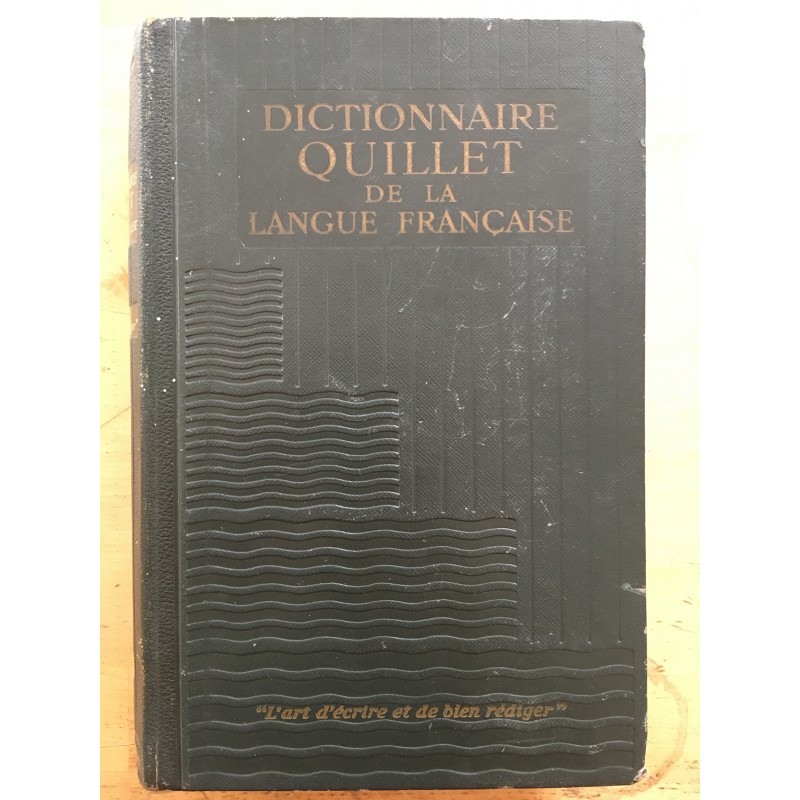 DICTIONNAIRE
QUILLET
DE LA
LANGUE FRANÇAISE
"L'art d'écrire et de bien rédiger"